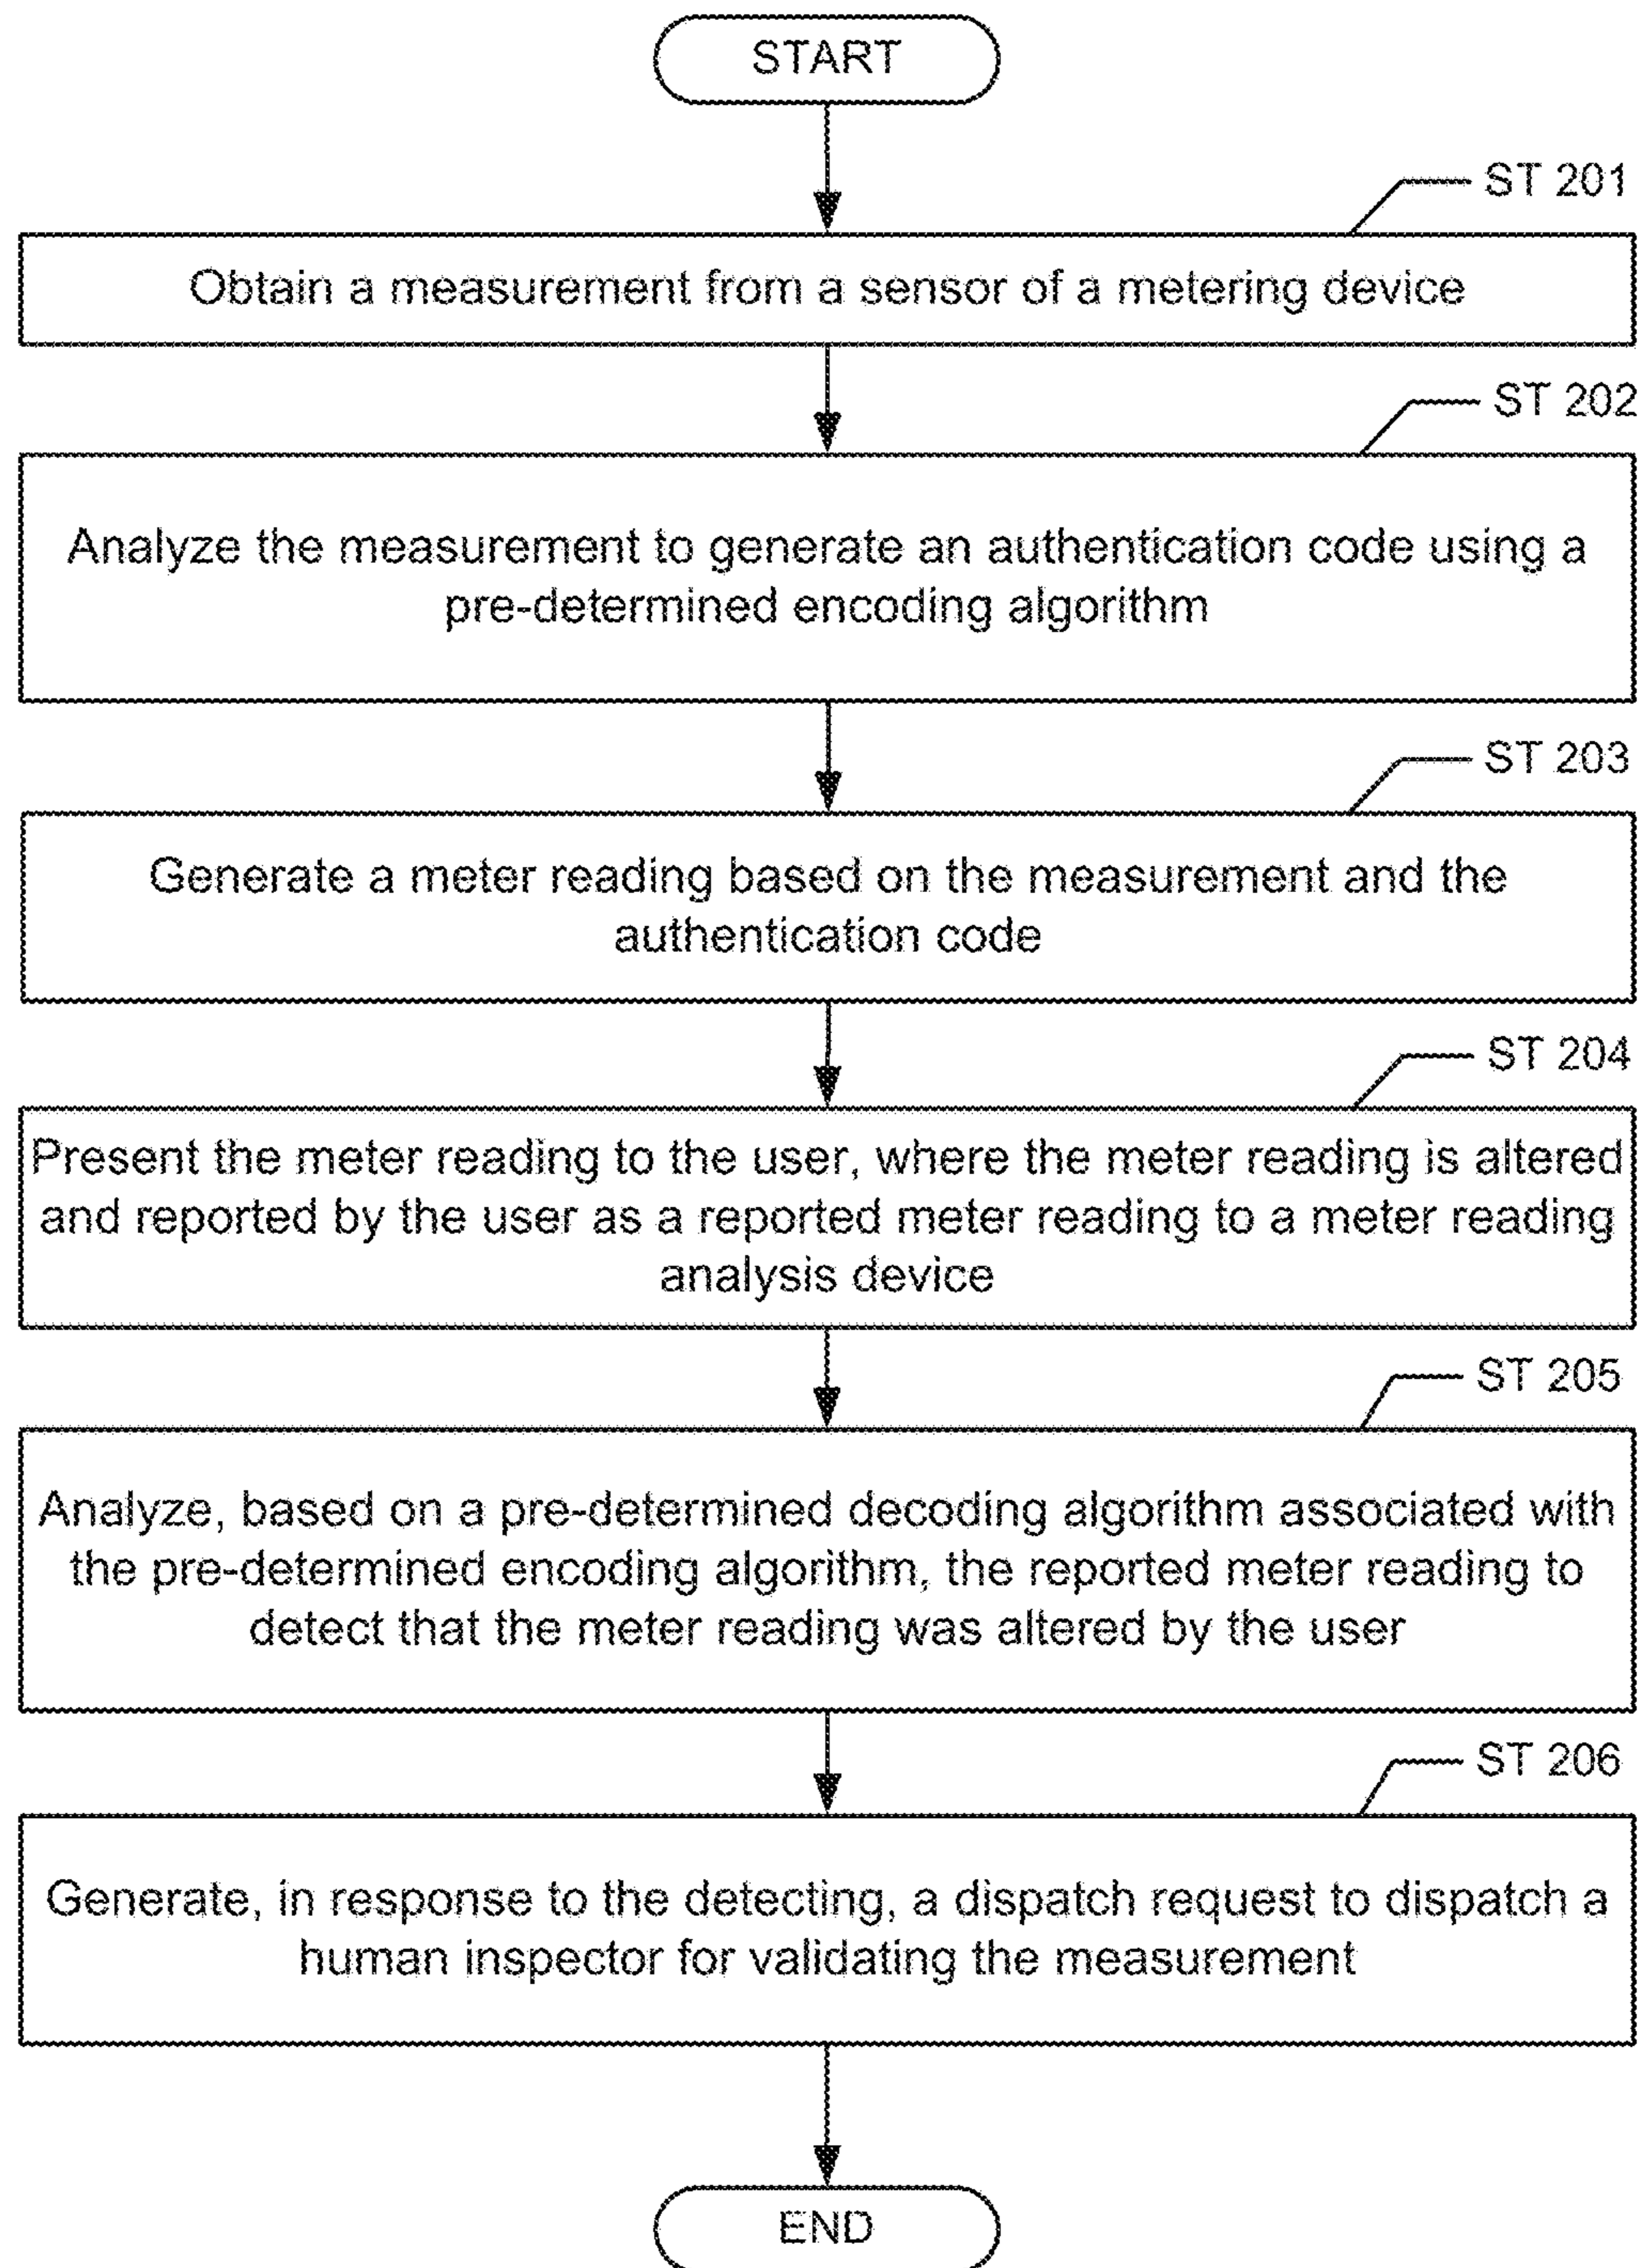 START
ST 201
Obtain a measurement from a sensor of a metering device
ST 202
Analyze the measurement to generate an authentication code using a
pre-determined encoding algorithm
ST 203
Generate a meter reading based on the measurement and the
authentication code
ST 204
Present the meter reading to the user, where the meter reading is altered
and reported by the user as a reported meter reading to a meter reading
analysis device
ST 205
Analyze, based on a pre-determined decoding algorithm associated with
the pre-determined encoding algorithm, the reported meter reading to
detect that the meter reading was altered by the user
ST 206
Generate, in response to the detecting, a dispatch request to dispatch a
human inspector for validating the measurement
END